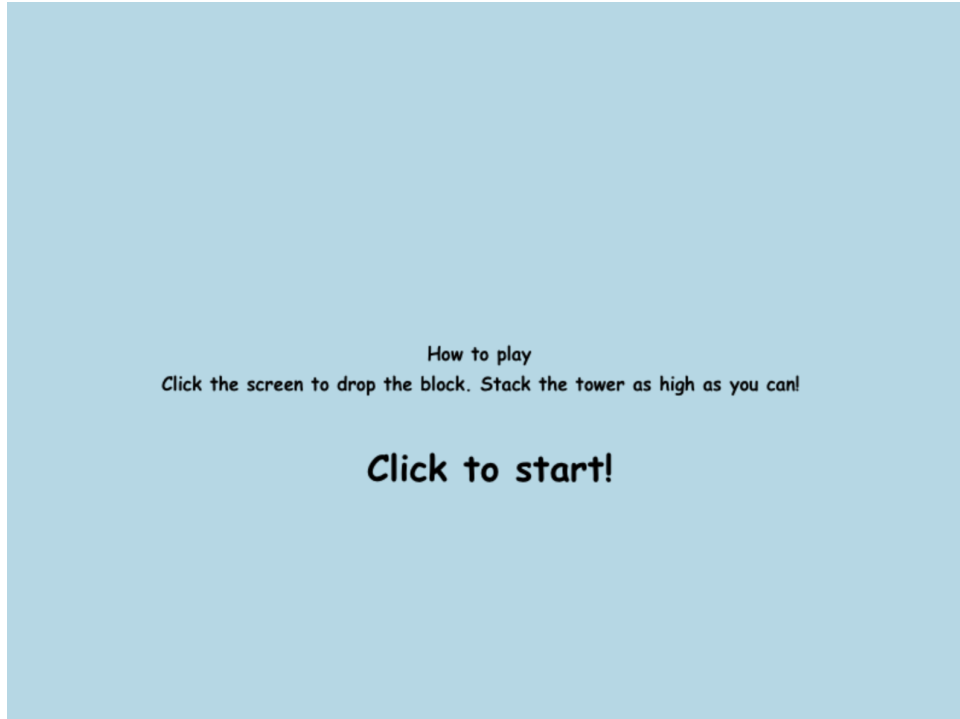 How to play
Click the screen to drop the block. Stack the tower as high as you can!
Click to start!